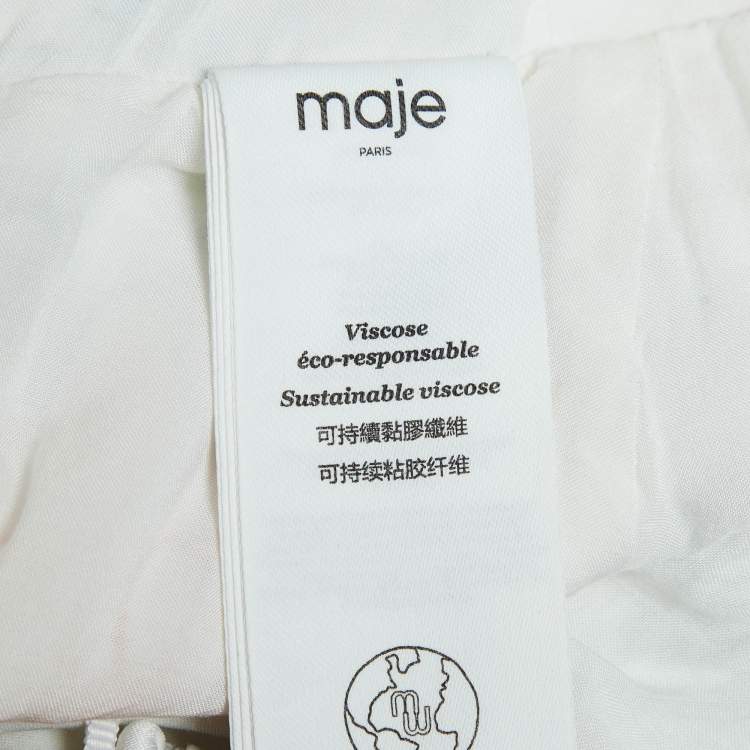 maje
PARIS
Viscose
éco-responsable
Sustainable viscose
可持續黏膠纖維
可持续粘胶纤维